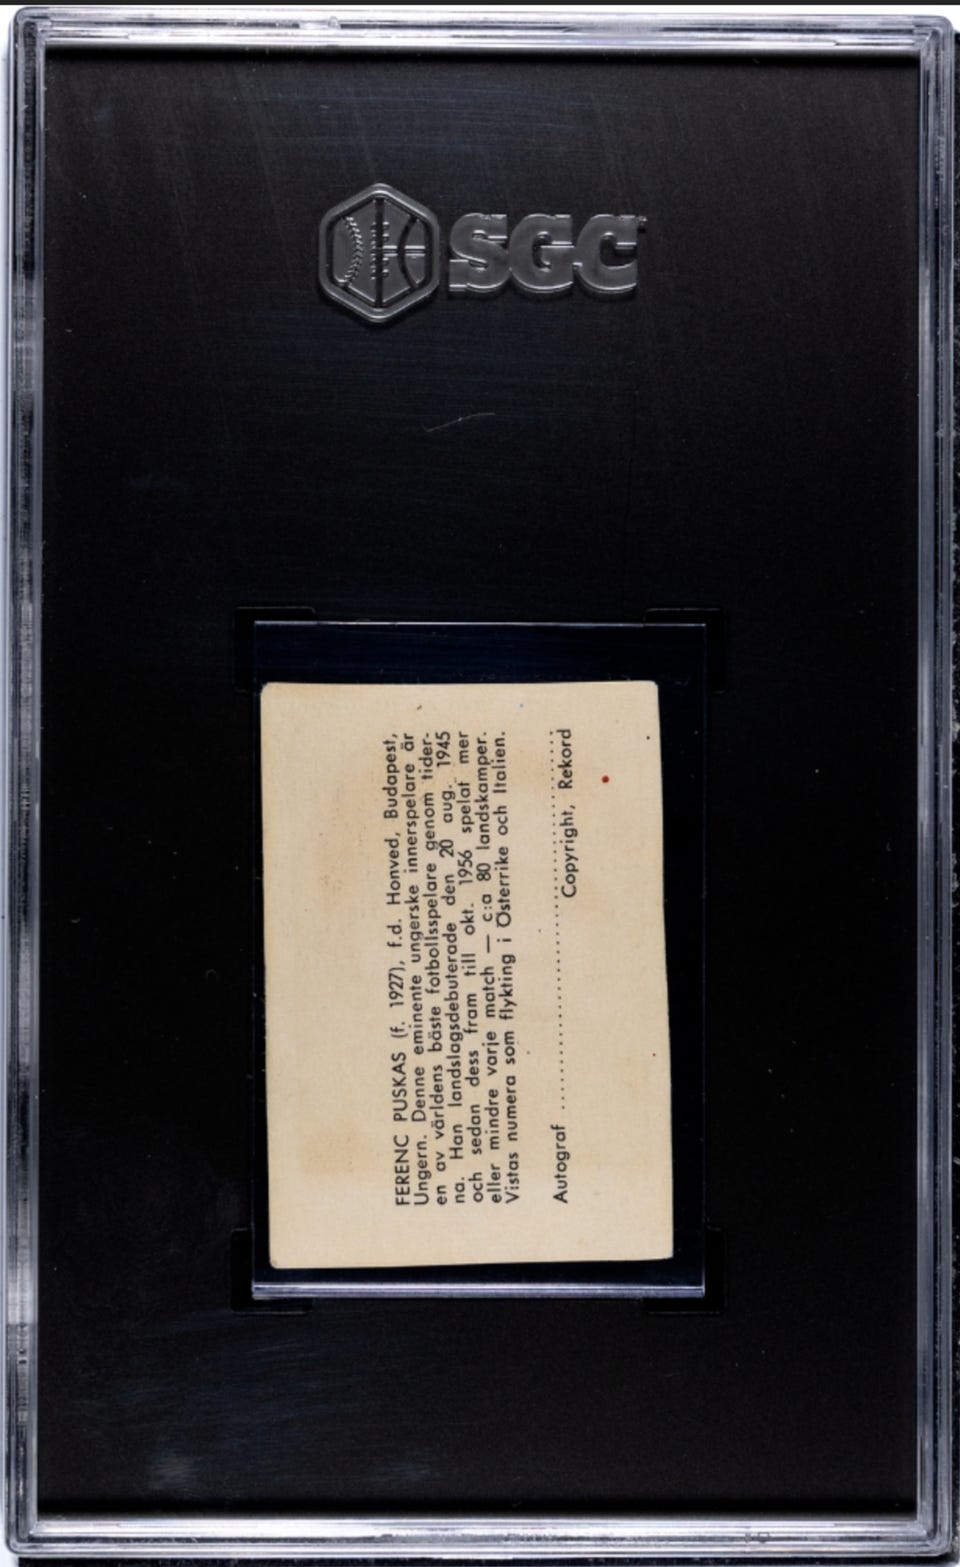 SGC
FERENC PUSKAS (f. 1927), f.d. Honved, Budapest,
Ungern. Denne eminente ungerske innerspelare är
en av världens bäste fotbollsspelare genom tider-
na. Han landslagsdebuterade den 20 aug. 1945
och sedan dess fram till okt. 1956 spelat mer
eller mindre varje match — c:a 80 landskamper.
Vistas numera som flykting i Österrike och Italien.
Autograf ........................................
Copyright, Rekord